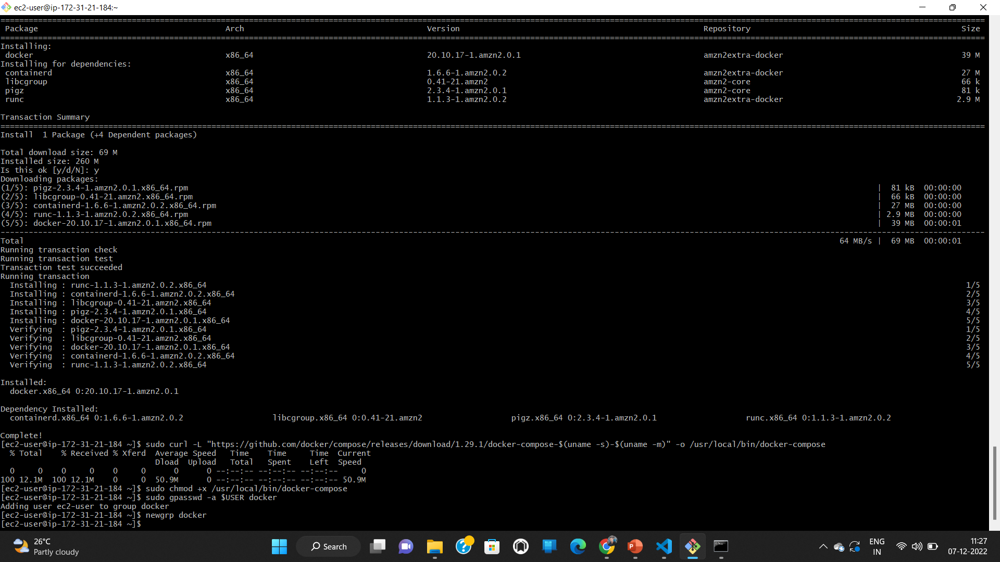 ec2-user@ip-172-31-21-184:~
Package Arch Version Repository Size
Installing:
docker x86_64 20.10.17-1.amzn2.0.1 amzn2extra-docker 39 M
Installing for dependencies:
containerd x86_64 1.6.6-1.amzn2.0.2 amzn2extra-docker 27 M
libcgroup x86_64 0.41-21.amzn2 amzn2-core 66 k
pigz x86_64 2.3.4-1.amzn2.0.1 amzn2-core 81 k
runc x86_64 1.1.3-1.amzn2.0.2 amzn2extra-docker 2.9 M
Transaction Summary
Install  1 Package (+4 Dependent packages)
Total download size: 69 M
Installed size: 260 M
Is this ok [y/d/N]: y
Downloading packages:
(1/5): pigz-2.3.4-1.amzn2.0.1.x86_64.rpm | 81 kB 00:00:00
(2/5): libcgroup-0.41-21.amzn2.x86_64.rpm | 66 kB 00:00:00
(3/5): containerd-1.6.6-1.amzn2.0.2.x86_64.rpm | 27 MB 00:00:00
(4/5): runc-1.1.3-1.amzn2.0.2.x86_64.rpm | 2.9 MB 00:00:00
(5/5): docker-20.10.17-1.amzn2.0.1.x86_64.rpm | 39 MB 00:00:01
Total 64 MB/s | 69 MB 00:00:01
Running transaction check
Running transaction test
Transaction test succeeded
Running transaction
Installing : runc-1.1.3-1.amzn2.0.2.x86_64 1/5
Installing : containerd-1.6.6-1.amzn2.0.2.x86_64 2/5
Installing : libcgroup-0.41-21.amzn2.x86_64 3/5
Installing : pigz-2.3.4-1.amzn2.0.1.x86_64 4/5
Installing : docker-20.10.17-1.amzn2.0.1.x86_64 5/5
Verifying  : pigz-2.3.4-1.amzn2.0.1.x86_64 1/5
Verifying  : libcgroup-0.41-21.amzn2.x86_64 2/5
Verifying  : docker-20.10.17-1.amzn2.0.1.x86_64 3/5
Verifying  : containerd-1.6.6-1.amzn2.0.2.x86_64 4/5
Verifying  : runc-1.1.3-1.amzn2.0.2.x86_64 5/5
Installed:
docker.x86_64 0:20.10.17-1.amzn2.0.1
Dependency Installed:
containerd.x86_64 0:1.6.6-1.amzn2.0.2 libcgroup.x86_64 0:0.41-21.amzn2 pigz.x86_64 0:2.3.4-1.amzn2.0.1 runc.x86_64 0:1.1.3-1.amzn2.0.2
Complete!
[ec2-user@ip-172-31-21-184 ~]$ sudo curl -L "https://github.com/docker/compose/releases/download/1.29.1/docker-compose-$(uname -s)-$(uname -m)" -o /usr/local/bin/docker-compose
% Total % Received % Xferd Average Speed Time Time Time Current
Dload Upload Total Spent Left Speed
0 0 0 0 0 0 0 0 --:--:-- --:--:-- --:--:-- 0
100 12.1M 100 12.1M 0 0 50.9M 0 --:--:-- --:--:-- --:--:-- 50.9M
[ec2-user@ip-172-31-21-184 ~]$ sudo chmod +x /usr/local/bin/docker-compose
[ec2-user@ip-172-31-21-184 ~]$ sudo gpasswd -a $USER docker
Adding user ec2-user to group docker
[ec2-user@ip-172-31-21-184 ~]$ newgrp docker
[ec2-user@ip-172-31-21-184 ~]$
26°C
Partly cloudy
Search
ENG
IN
11:27
07-12-2022